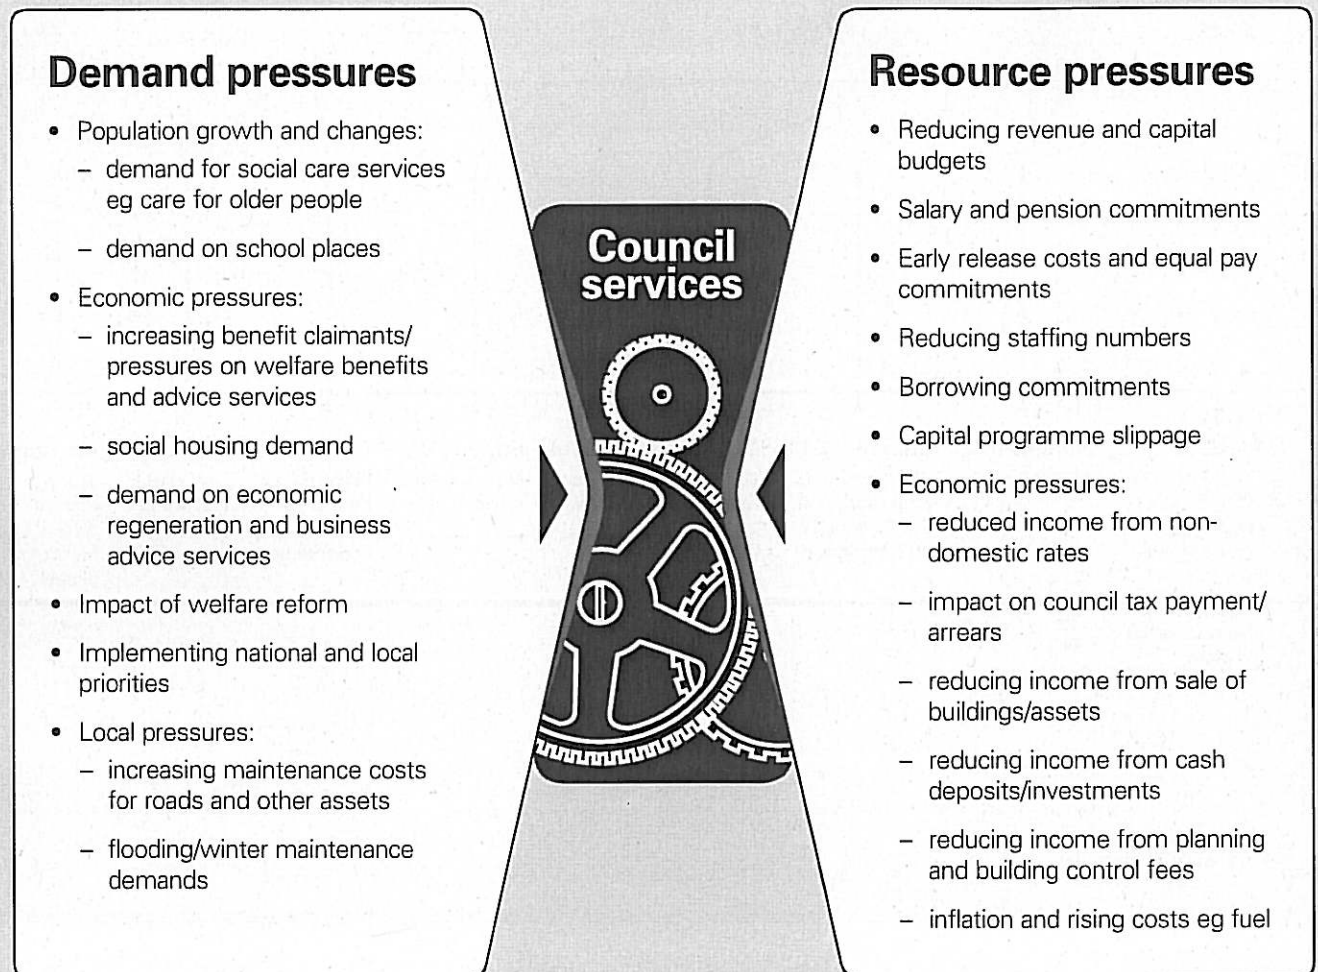 Demand pressures
• Population growth and changes:
– demand for social care services
eg care for older people
– demand on school places
• Economic pressures:
– increasing benefit claimants/
pressures on welfare benefits
and advice services
– social housing demand
– demand on economic
regeneration and business
advice services
• Impact of welfare reform
• Implementing national and local
priorities
• Local pressures:
– increasing maintenance costs
for roads and other assets
– flooding/winter maintenance
demands
Council
services
Resource pressures
• Reducing revenue and capital
budgets
• Salary and pension commitments
• Early release costs and equal pay
commitments
• Reducing staffing numbers
• Borrowing commitments
• Capital programme slippage
• Economic pressures:
– reduced income from non-
domestic rates
– impact on council tax payment/
arrears
– reducing income from sale of
buildings/assets
– reducing income from cash
deposits/investments
– reducing income from planning
and building control fees
– inflation and rising costs eg fuel